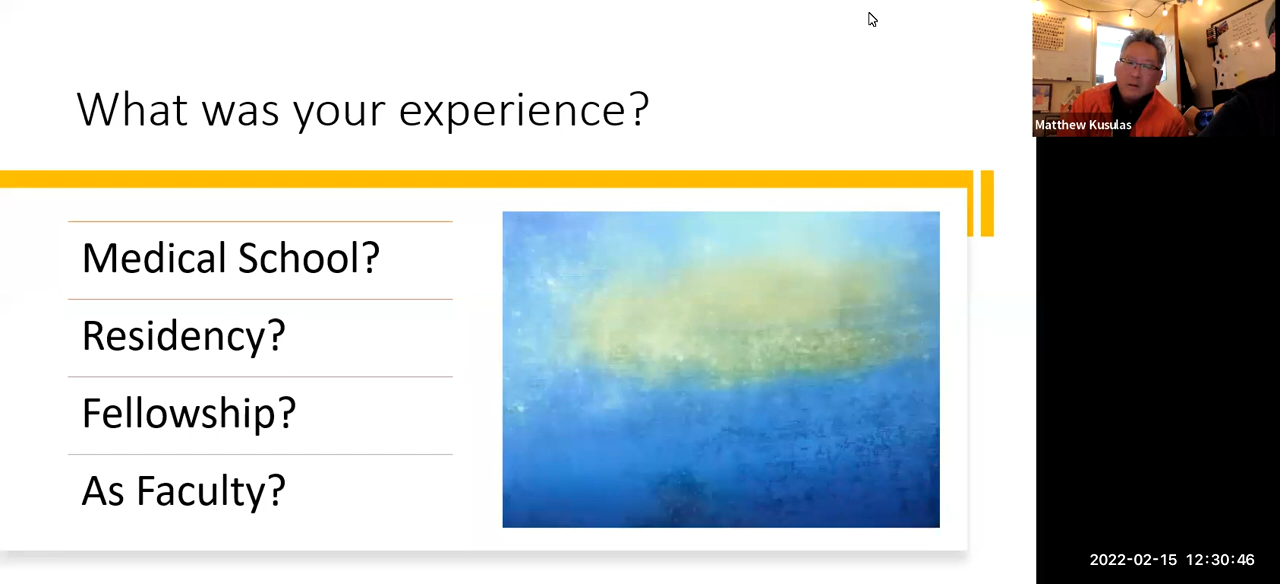 What was your experience?
Medical School?
Residency?
Fellowship?
As Faculty?
Matthew Kusulas
2022-02-15 12:30:46